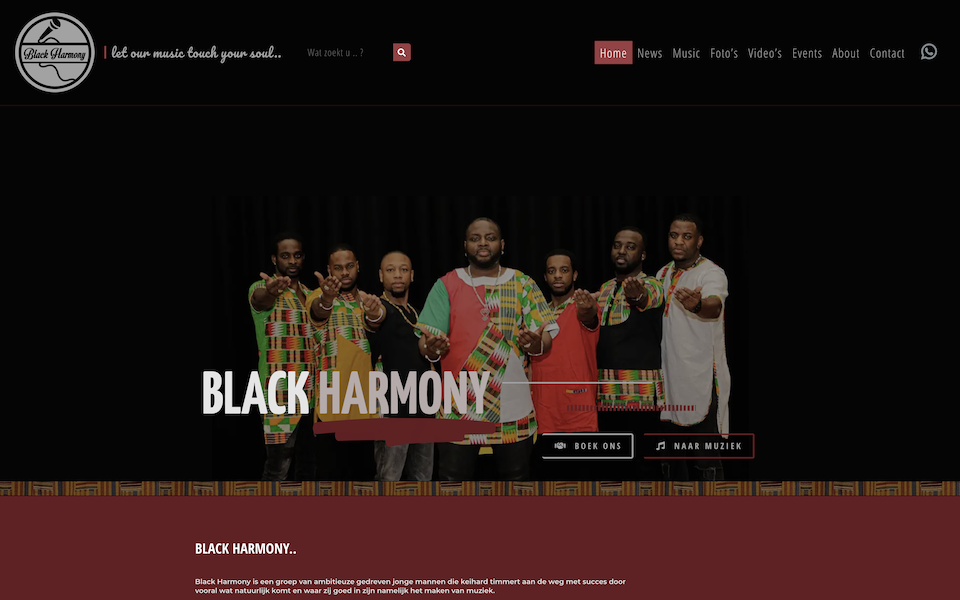 Black Harmony
let our music touch your soul..
Wat zoekt u ... ?
Home News Music Foto's Video's Events About Contact
BLACK HARMONY
BOEK ONS
NAAR MUZIEK
BLACK HARMONY..
Black Harmony is een groep van ambitieuze gedreven jonge mannen die keihard timmert aan de weg met succes door
vooral wat natuurlijk komt en waar zij goed in zijn namelijk het maken van muziek.